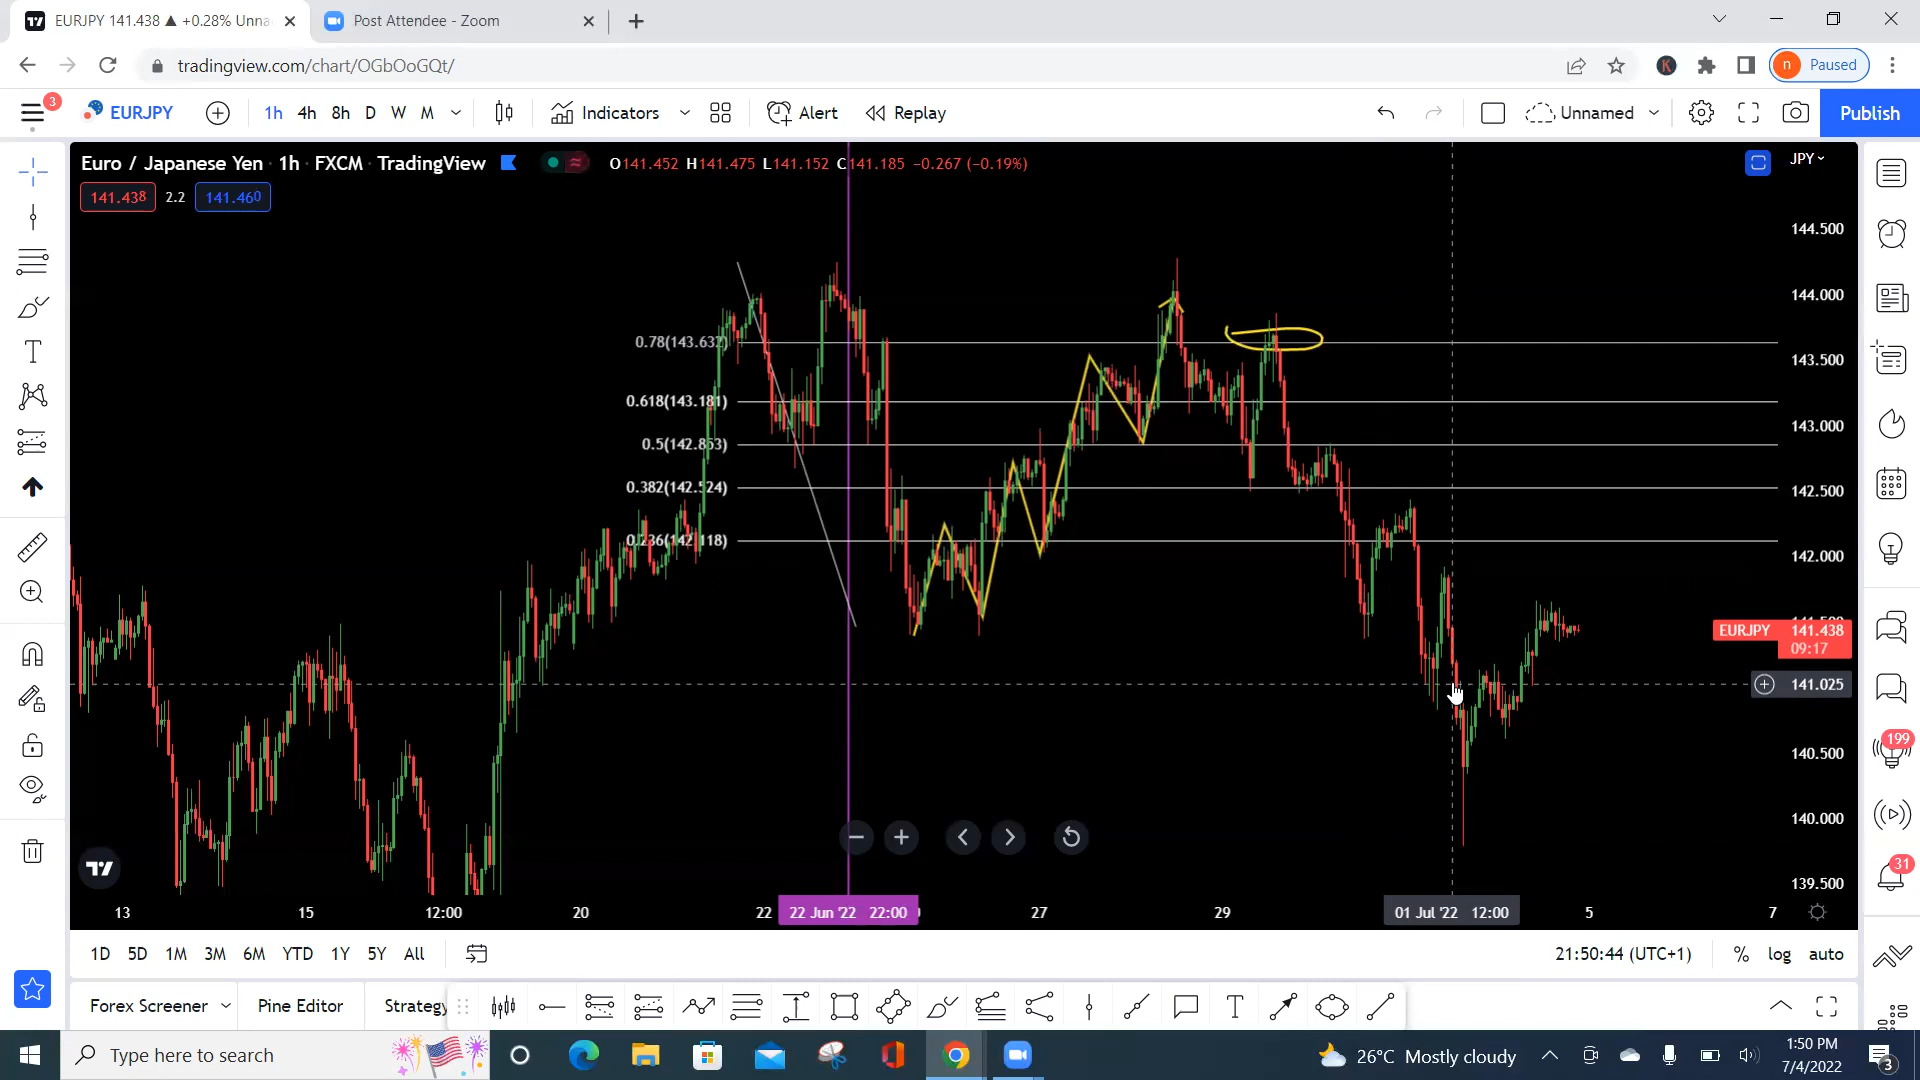 EURJPY 141.438 ▲ +0.28% Unna
Post Attendee - Zoom
tradingview.com/chart/OGbOoGQt/
K
n Paused
3
EURJPY 1h 4h 8h D W M Indicators Alert Replay Unnamed Publish
Euro / Japanese Yen · 1h · FXCM · TradingView O141.452 H141.475 L141.152 C141.185 −0.267 (−0.19%) JPY
141.438 2.2 141.460
144.500
144.000
0.78(143.632)
143.500
0.618(143.181)
143.000
0.5(142.853)
0.382(142.524)
142.500
0.236(142.118)
142.000
EURJPY 141.438
09:17
141.025
140.500
140.000
139.500
199
31
13 15 12:00 20 22 22 Jun '22 22:00 27 29 01 Jul '22 12:00 5 7
1D 5D 1M 3M 6M YTD 1Y 5Y All 21:50:44 (UTC+1) % log auto
Forex Screener Pine Editor Strategy
Type here to search 26°C Mostly cloudy 1:50 PM
7/4/2022
3